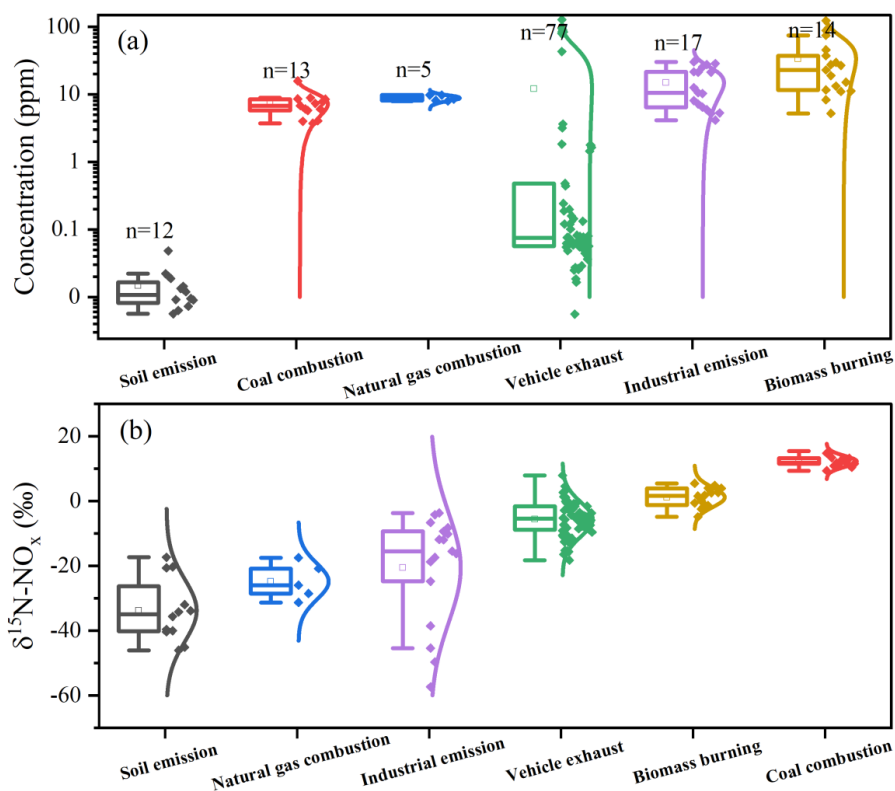 (a)
Concentration (ppm)
100
10
1
0.1
0
n=12
n=13
n=5
n=77
n=17
n=14
Soil emission
Coal combustion
Natural gas combustion
Vehicle exhaust
Industrial emission
Biomass burning
(b)
δ¹⁵N-NOₓ (‰)
20
0
-20
-40
-60
Soil emission
Natural gas combustion
Industrial emission
Vehicle exhaust
Biomass burning
Coal combustion